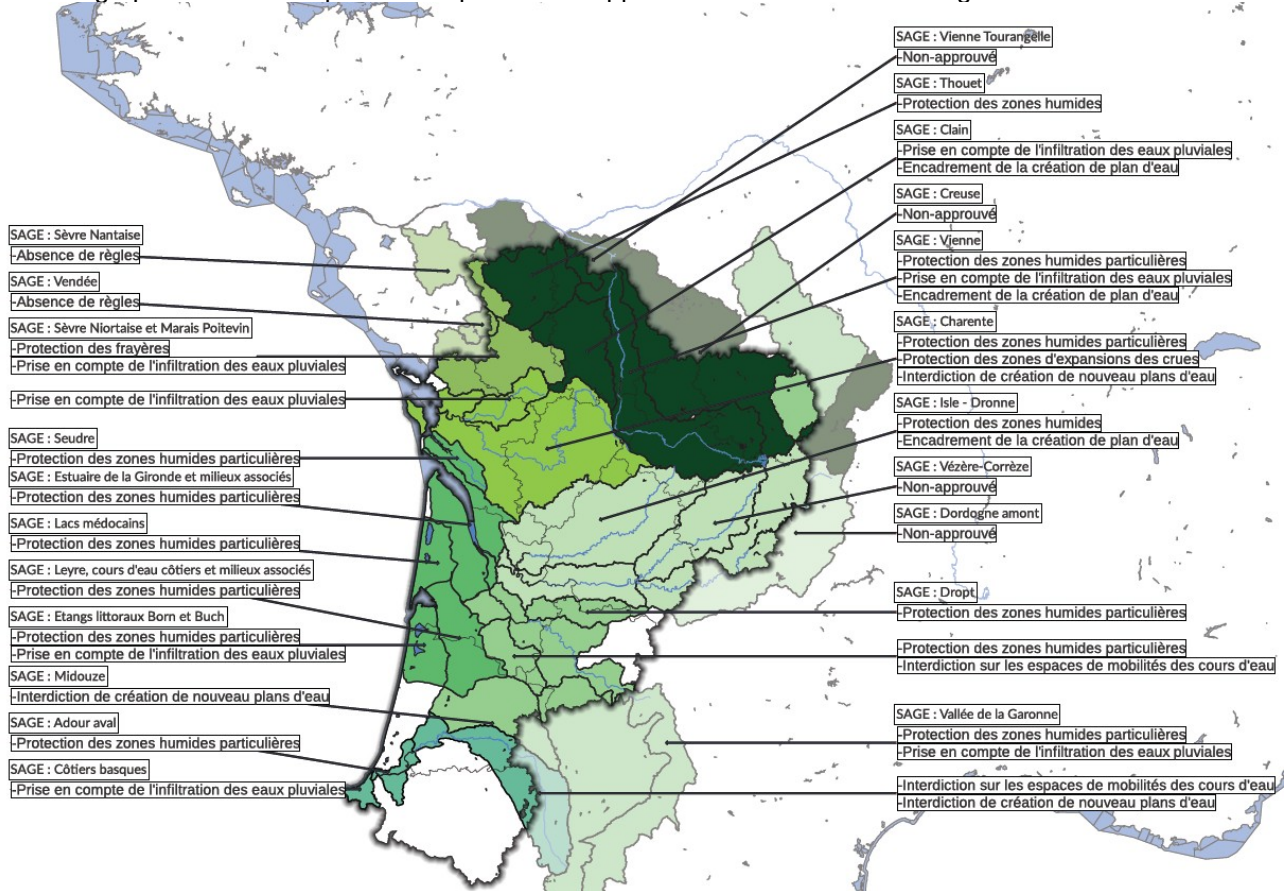 SAGE : Vienne Tourangelle
-Non-approuvé
SAGE : Thouet
-Protection des zones humides
SAGE : Clain
-Prise en compte de l'infiltration des eaux pluviales
-Encadrement de la création de plan d'eau
SAGE : Creuse
-Non-approuvé
SAGE : Vienne
-Protection des zones humides particulières
-Prise en compte de l'infiltration des eaux pluviales
-Encadrement de la création de plan d'eau
SAGE : Charente
-Protection des zones humides particulières
-Protection des zones d'expansions des crues
-Interdiction de création de nouveau plans d'eau
SAGE : Isle - Dronne
-Protection des zones humides
-Encadrement de la création de plan d'eau
SAGE : Vézère-Corrèze
-Non-approuvé
SAGE : Dordogne amont
-Non-approuvé
SAGE : Dropt
-Protection des zones humides particulières
-Protection des zones humides particulières
-Interdiction sur les espaces de mobilités des cours d'eau
SAGE : Vallée de la Garonne
-Protection des zones humides particulières
-Prise en compte de l'infiltration des eaux pluviales
-Interdiction sur les espaces de mobilités des cours d'eau
-Interdiction de création de nouveau plans d'eau
SAGE : Sèvre Nantaise
-Absence de règles
SAGE : Vendée
-Absence de règles
SAGE : Sèvre Niortaise et Marais Poitevin
-Protection des frayères
-Prise en compte de l'infiltration des eaux pluviales
-Prise en compte de l'infiltration des eaux pluviales
SAGE : Seudre
-Protection des zones humides particulières
SAGE : Estuaire de la Gironde et milieux associés
-Protection des zones humides particulières
SAGE : Lacs médocains
-Protection des zones humides particulières
SAGE : Leyre, cours d'eau côtiers et milieux associés
-Protection des zones humides particulières
SAGE : Etangs littoraux Born et Buch
-Protection des zones humides particulières
-Prise en compte de l'infiltration des eaux pluviales
SAGE : Midouze
-Interdiction de création de nouveau plans d'eau
SAGE : Adour aval
-Protection des zones humides particulières
SAGE : Côtiers basques
-Prise en compte de l'infiltration des eaux pluviales